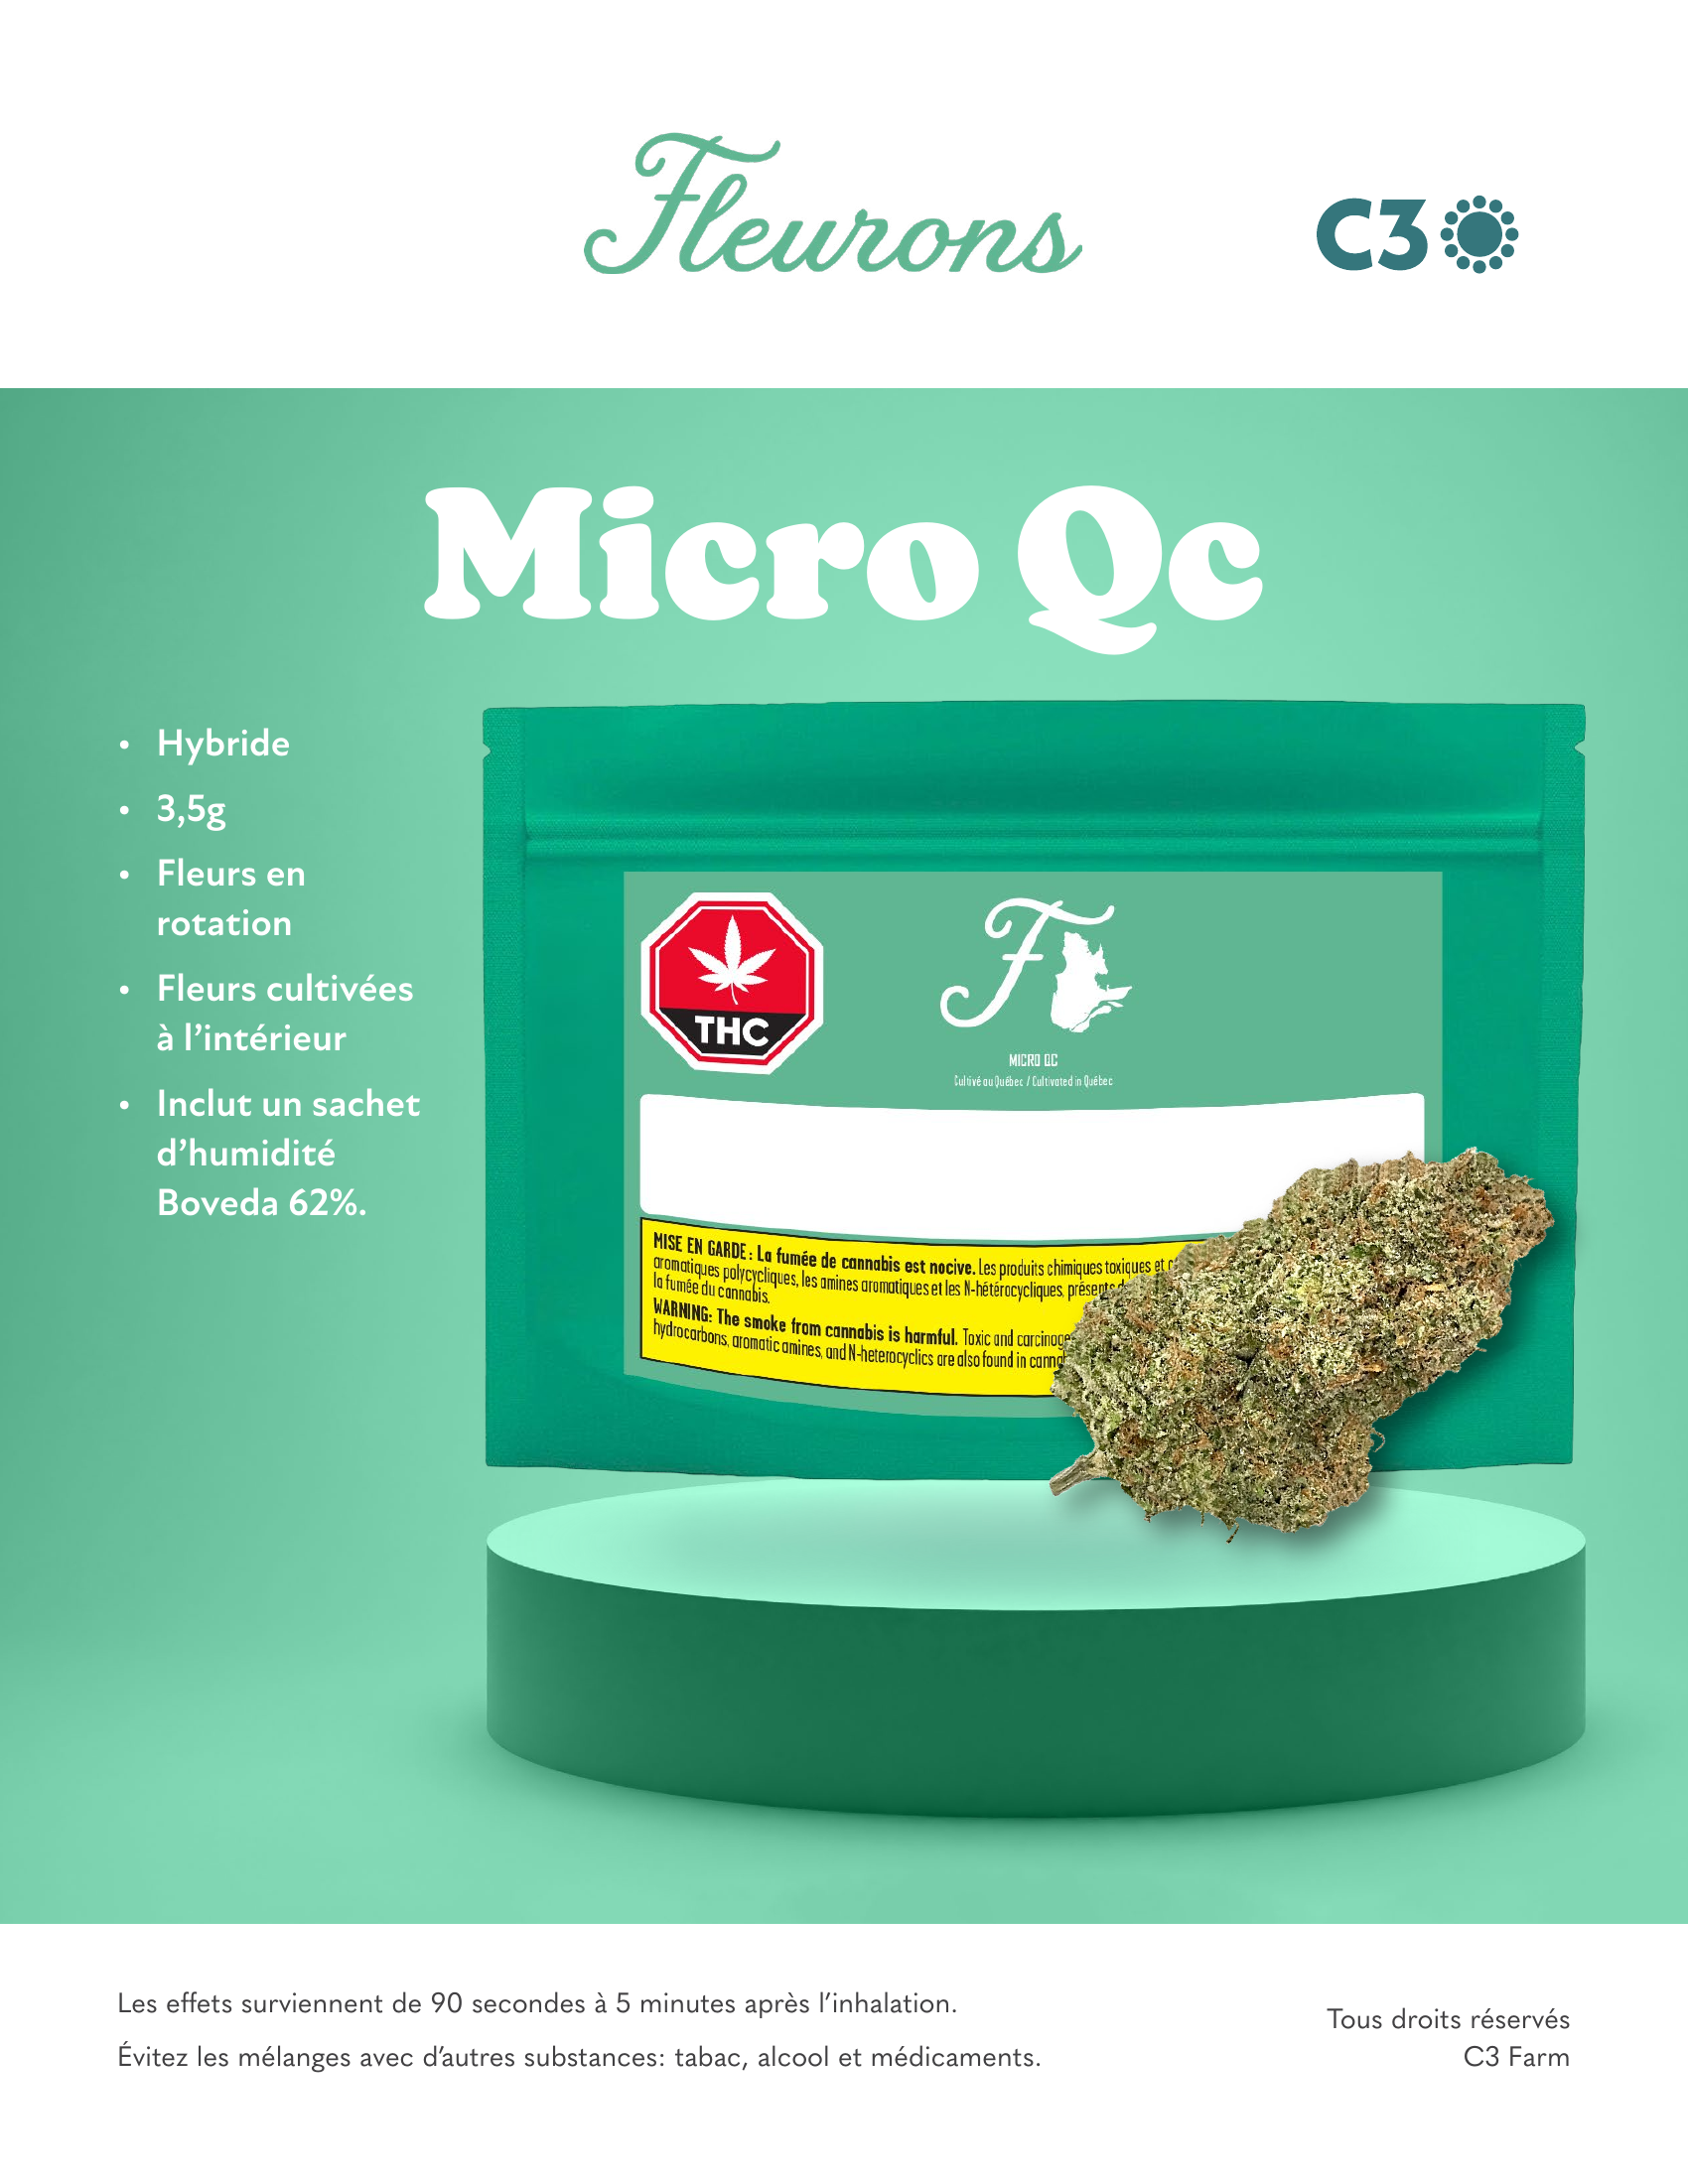 Fleurons
C3
Micro Qc
• Hybride
• 3,5g
• Fleurs en
rotation
• Fleurs cultivées
à l’intérieur
• Inclut un sachet
d’humidité
Boveda 62%.
THC
F
MICRO QC
Cultivé au Québec / Cultivated in Québec
MISE EN GARDE : La fumée de cannabis est nocive. Les produits chimiques toxiques et
aromatiques polycycliques, les amines aromatiques et les N-hétérocycliques, présents
la fumée du cannabis.
WARNING: The smoke from cannabis is harmful. Toxic and
hydrocarbons, aromatic amines, and N-heterocyclics are also found in
Les effets surviennent de 90 secondes à 5 minutes après l’inhalation.
Évitez les mélanges avec d’autres substances: tabac, alcool et médicaments.
Tous droits réservés
C3 Farm